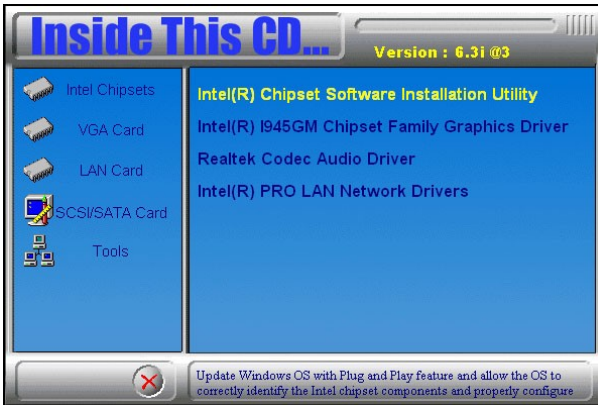 Inside This CD...
Version : 6.3i @3
Intel Chipsets
VGA Card
LAN Card
SCSI/SATA Card
Tools
Intel(R) Chipset Software Installation Utility
Intel(R) I945GM Chipset Family Graphics Driver
Realtek Codec Audio Driver
Intel(R) PRO LAN Network Drivers
Update Windows OS with Plug and Play feature and allow the OS to
correctly identify the Intel chipset components and properly configure